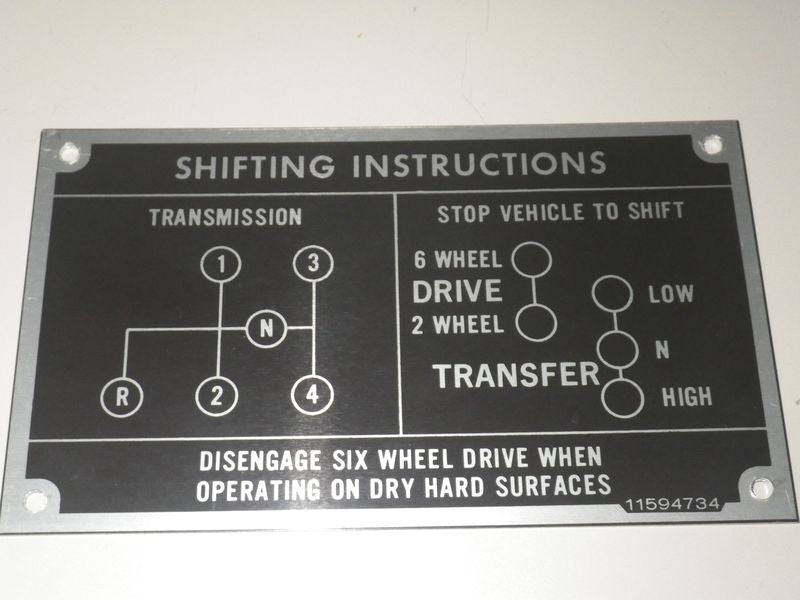 SHIFTING INSTRUCTIONS
TRANSMISSION
1 3
N
R 2 4
STOP VEHICLE TO SHIFT
6 WHEEL
DRIVE
2 WHEEL
LOW
N
TRANSFER
HIGH
DISENGAGE SIX WHEEL DRIVE WHEN
OPERATING ON DRY HARD SURFACES
11594734